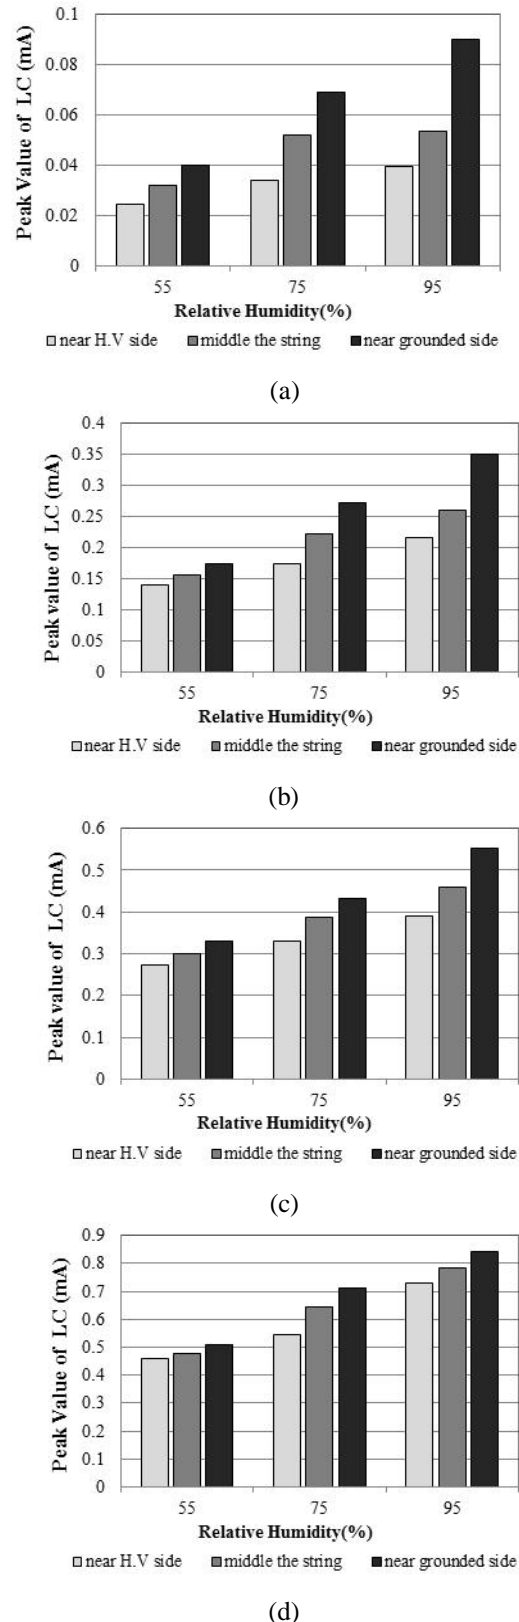 Peak Value of LC (mA)
0.1
0.08
0.06
0.04
0.02
0
55 75 95
Relative Humidity(%)
near H.V side middle the string near grounded side
(a)
Peak value of LC (mA)
0.4
0.35
0.3
0.25
0.2
0.15
0.1
0.05
0
55 75 95
Relative Humidity(%)
near H.V side middle the string near grounded side
(b)
Peak value of LC (mA)
0.6
0.5
0.4
0.3
0.2
0.1
0
55 75 95
Relative Humidity(%)
near H.V side middle the string near grounded side
(c)
Peak Value of LC (mA)
0.9
0.8
0.7
0.6
0.5
0.4
0.3
0.2
0.1
0
55 75 95
Relative Humidity(%)
near H.V side middle the string near grounded side
(d)